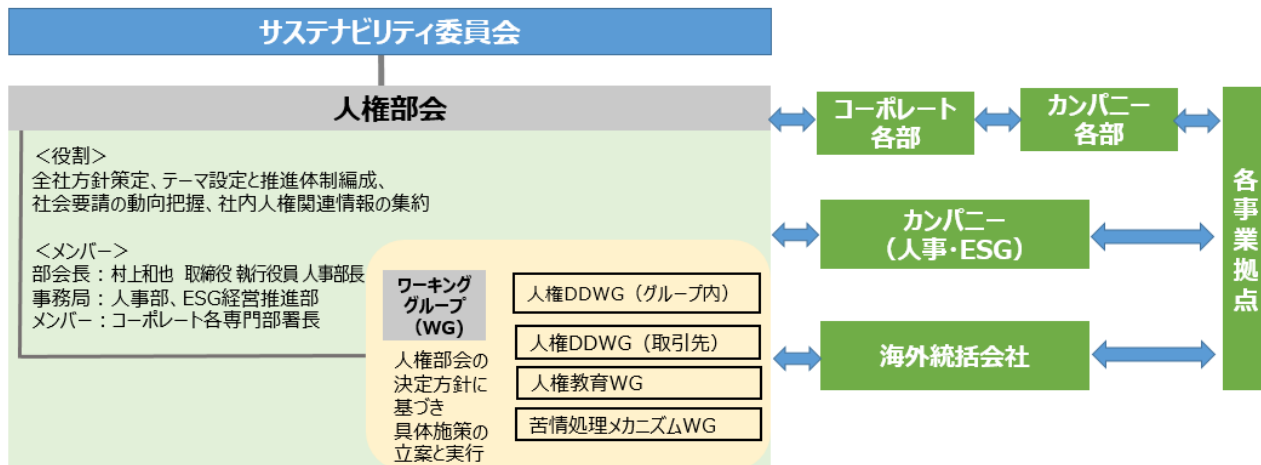 サステナビリティ委員会
人権部会
<役割>
全社方針策定、テーマ設定と推進体制編成、
社会要請の動向把握、社内人権関連情報の集約
<メンバー>
部会長：村上和也 取締役 執行役員 人事部長
事務局：人事部、ESG経営推進部
メンバー：コーポレート各専門部署長
ワーキング
グループ
（WG）
人権部会の
決定方針に
基づき
具体施策の
立案と実行
人権DDWG（グループ内）
人権DDWG（取引先）
人権教育WG
苦情処理メカニズムWG
コーポレート
各部
カンパニー
各部
カンパニー
（人事・ESG）
海外統括会社
各事業拠点